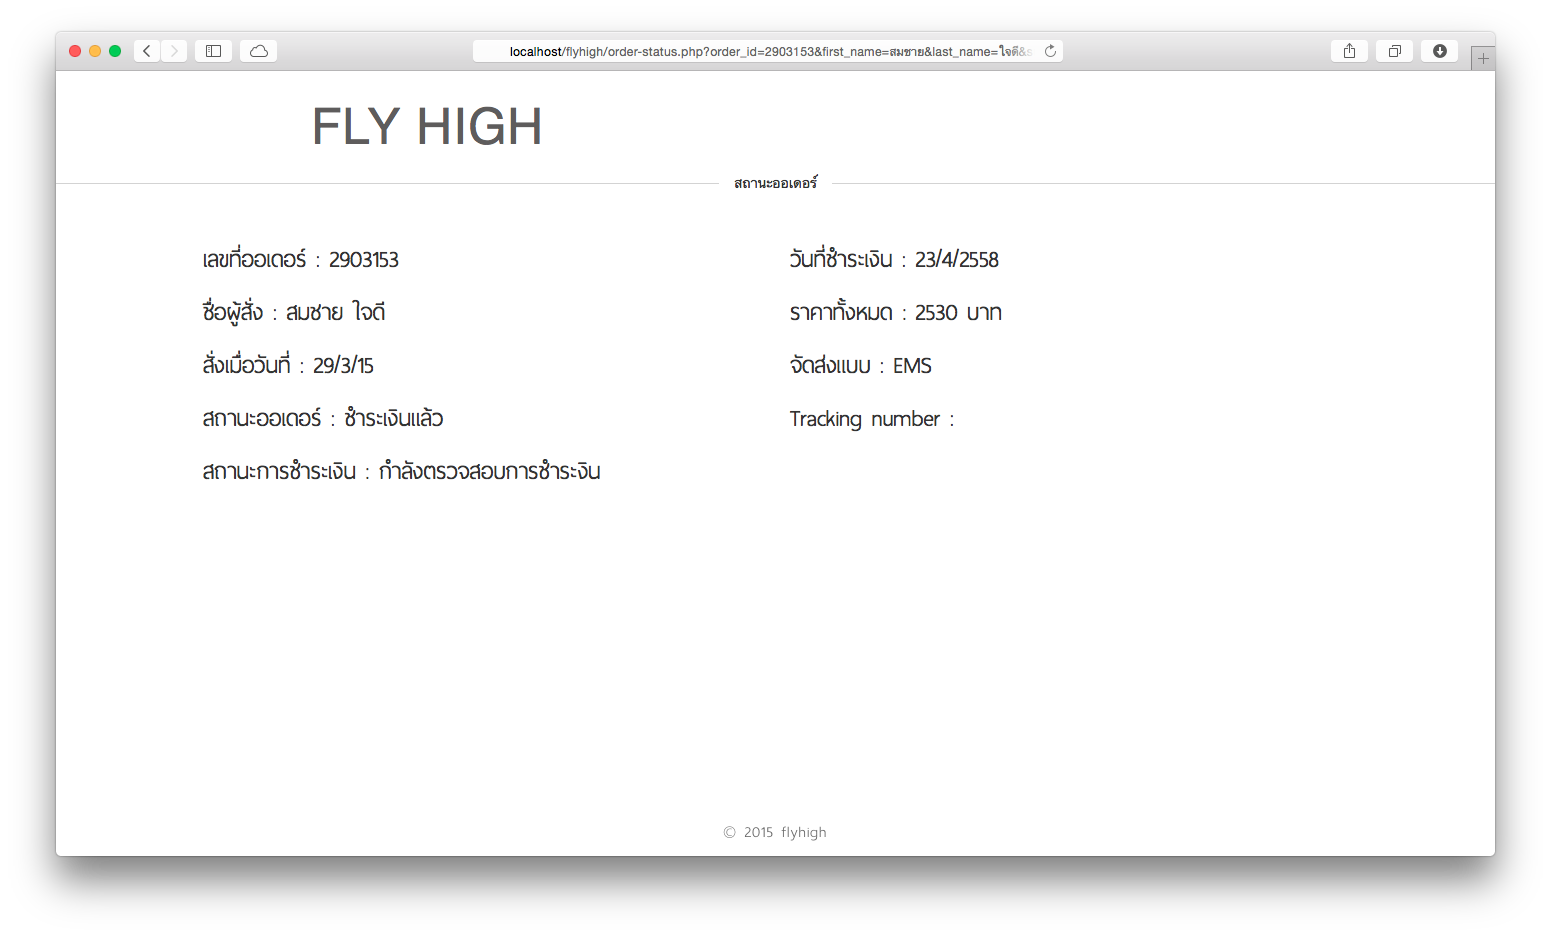 localhost/flyhigh/order-status.php?order_id=2903153&first_name=สมชาย&last_name=ใจดี&s
FLY HIGH
สถานะออเดอร์
เลขที่ออเดอร์ : 2903153
ชื่อผู้สั่ง : สมชาย ใจดี
สั่งเมื่อวันที่ : 29/3/15
สถานะออเดอร์ : ชำระเงินแล้ว
สถานะการชำระเงิน : กำลังตรวจสอบการชำระงิน
วันที่ชำระเงิน : 23/4/2558
ราคาทั้งหมด : 2530 บาท
จัดส่งแบบ : EMS
Tracking number :
© 2015 flyhigh